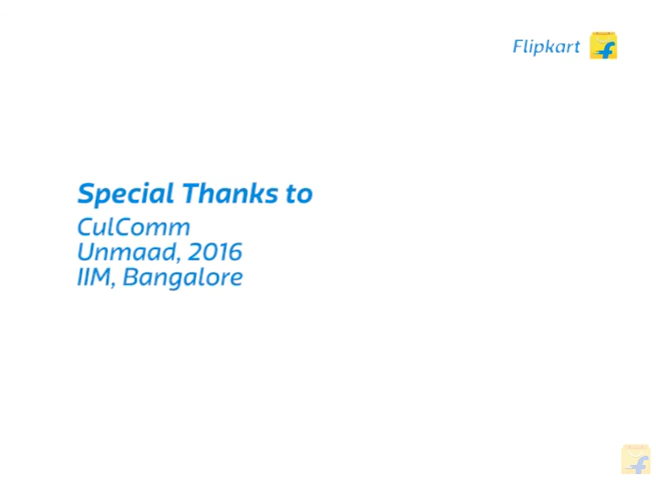 Flipkart
Special Thanks to
CulComm
Unmaad, 2016
IIM, Bangalore